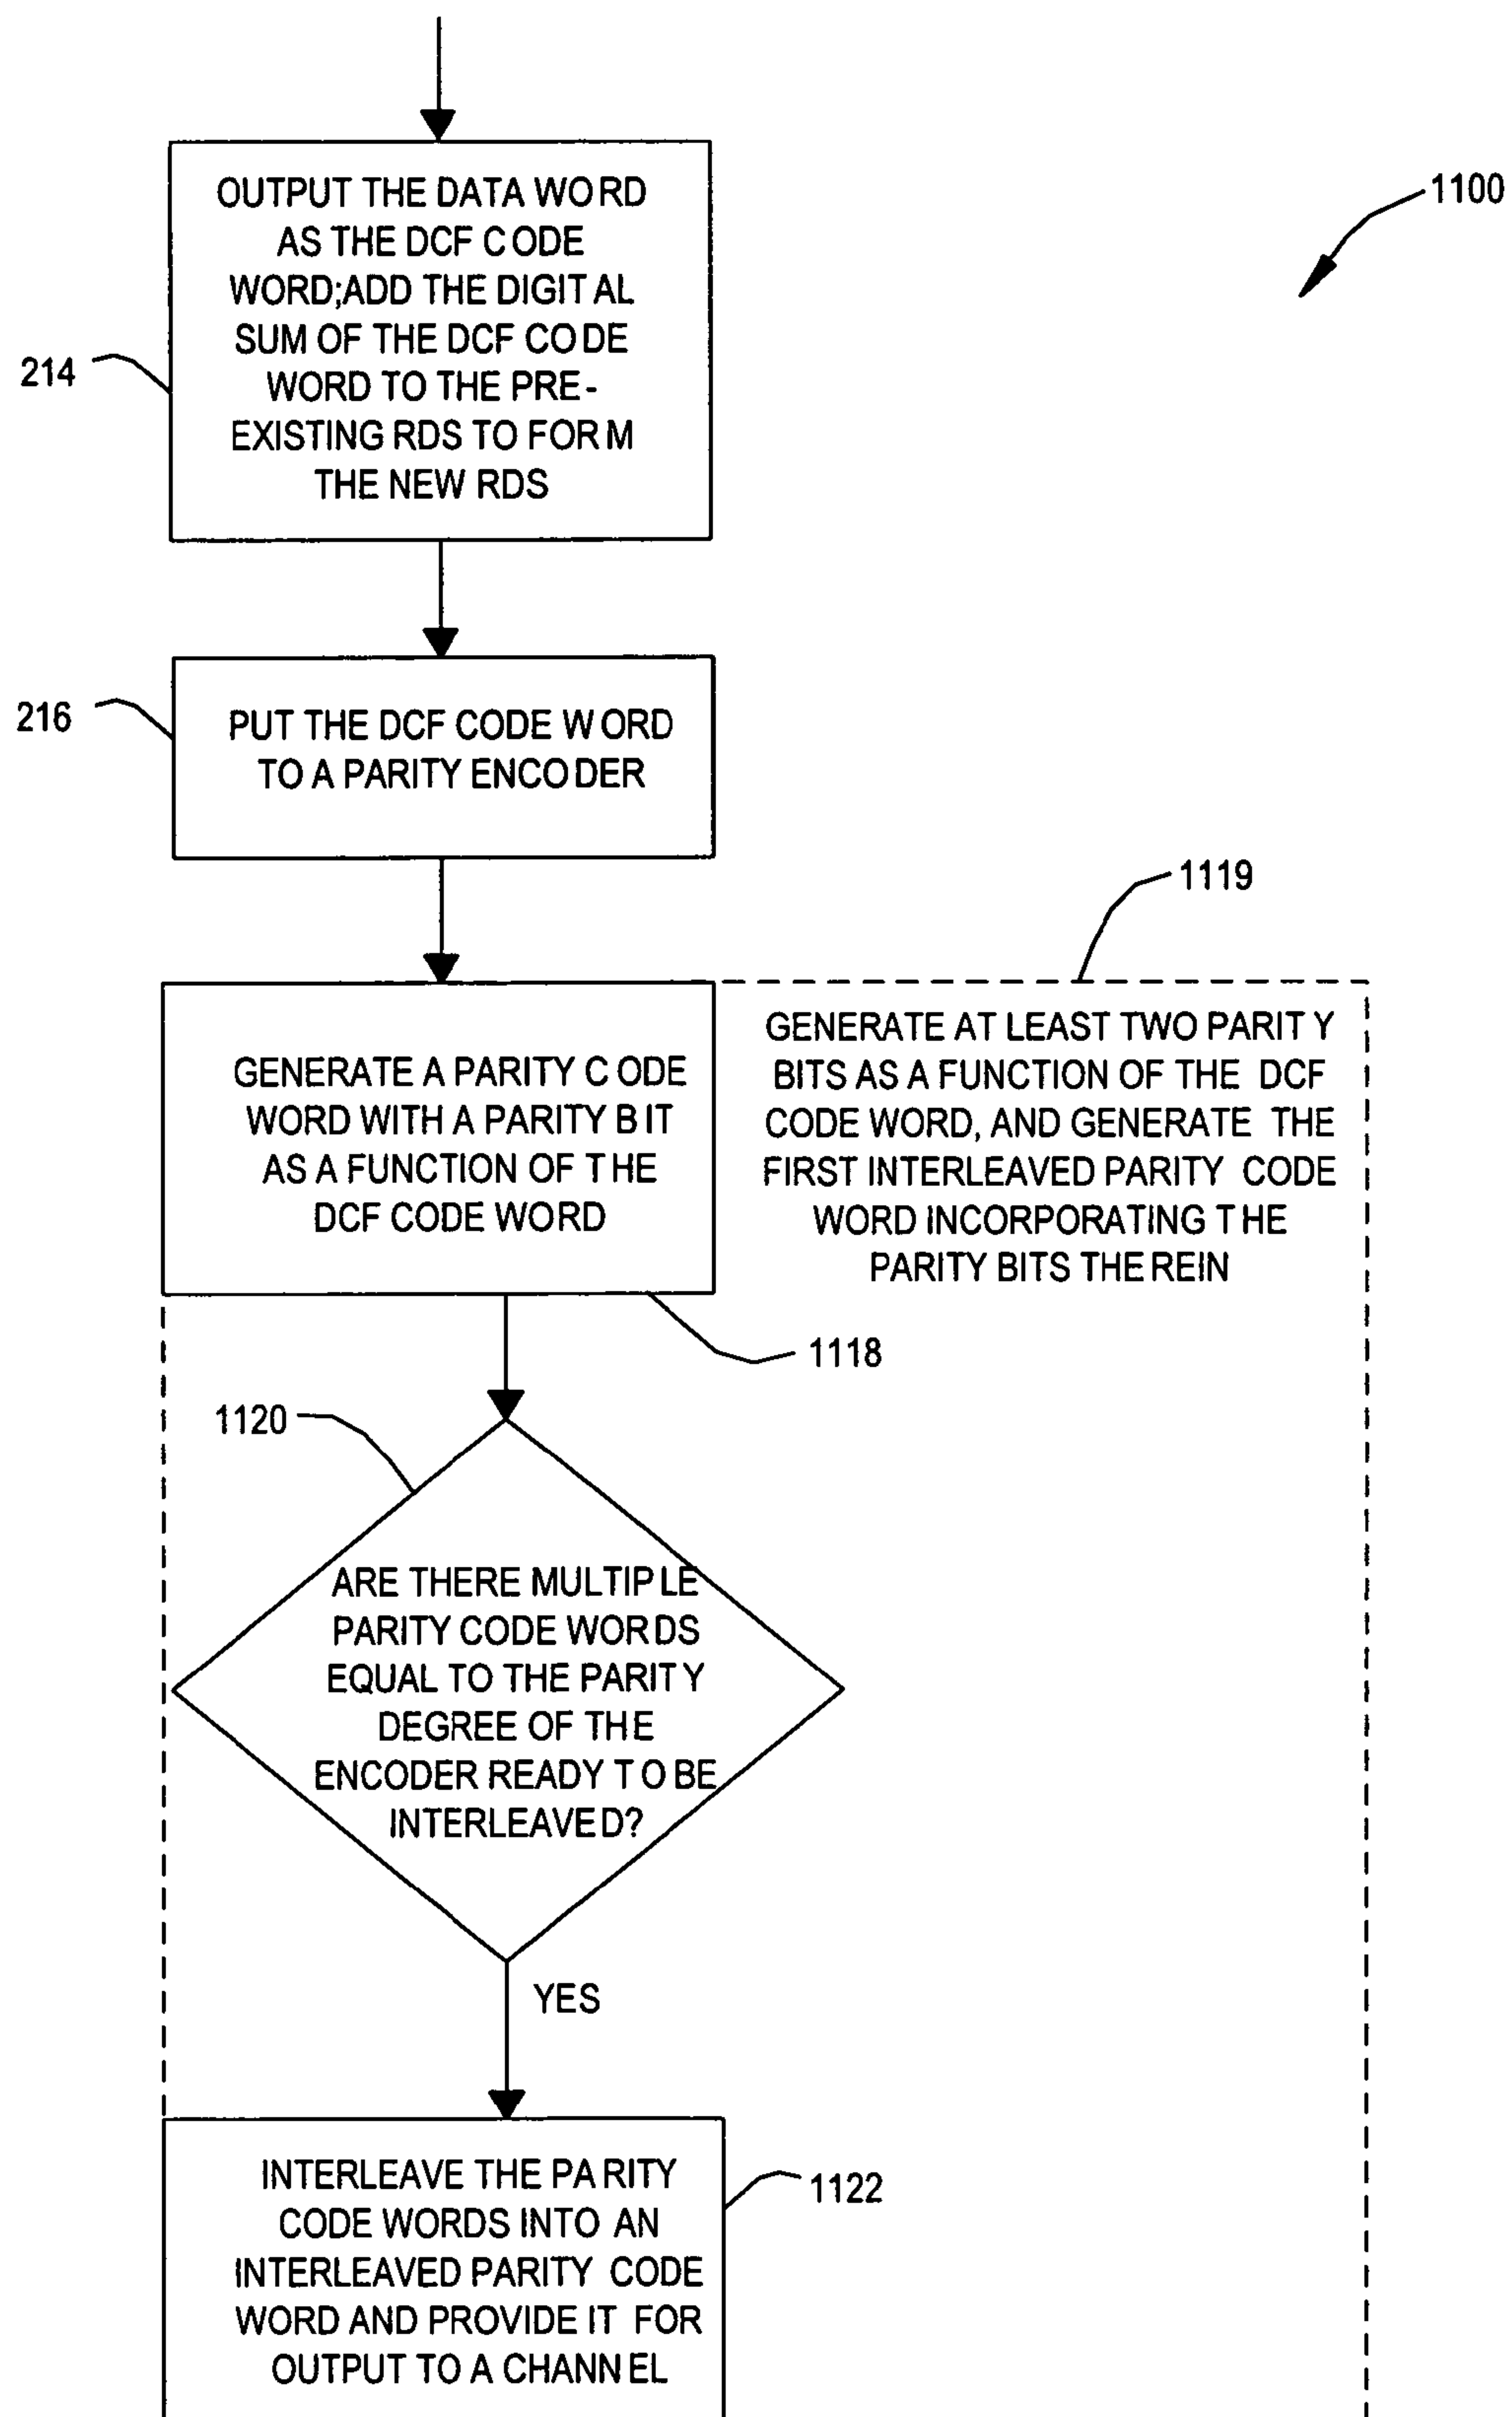 1100
OUTPUT THE DATA WORD
AS THE DCF CODE
WORD;ADD THE DIGITAL
SUM OF THE DCF CODE
WORD TO THE PRE-
EXISTING RDS TO FORM
THE NEW RDS
214
PUT THE DCF CODE WORD
TO A PARITY ENCODER
216
1119
GENERATE A PARITY CODE
WORD WITH A PARITY BIT
AS A FUNCTION OF THE
DCF CODE WORD
GENERATE AT LEAST TWO PARITY
BITS AS A FUNCTION OF THE DCF
CODE WORD, AND GENERATE THE
FIRST INTERLEAVED PARITY CODE
WORD INCORPORATING THE
PARITY BITS THEREIN
1118
1120
ARE THERE MULTIPLE
PARITY CODE WORDS
EQUAL TO THE PARITY
DEGREE OF THE
ENCODER READY TO BE
INTERLEAVED?
YES
INTERLEAVE THE PARITY
CODE WORDS INTO AN
INTERLEAVED PARITY CODE
WORD AND PROVIDE IT FOR
OUTPUT TO A CHANNEL
1122